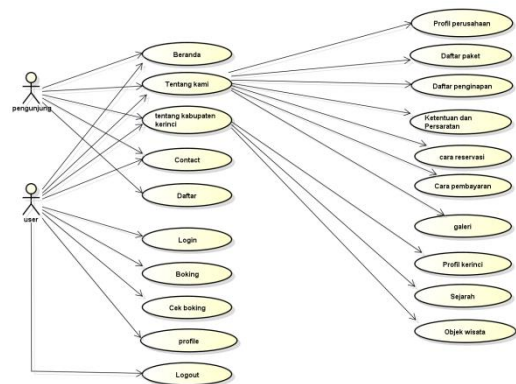 Beranda
Tentang kami
tentang kabupaten
kerinci
Contact
Daftar
Login
Boking
Cek boking
profile
Logout
pengunjung
user
Profil perusahaan
Daftar paket
Daftar penginapan
Ketentuan dan
Persaratan
cara reservasi
Cara pembayaran
galeri
Profil kerinci
Sejarah
Objek wisata